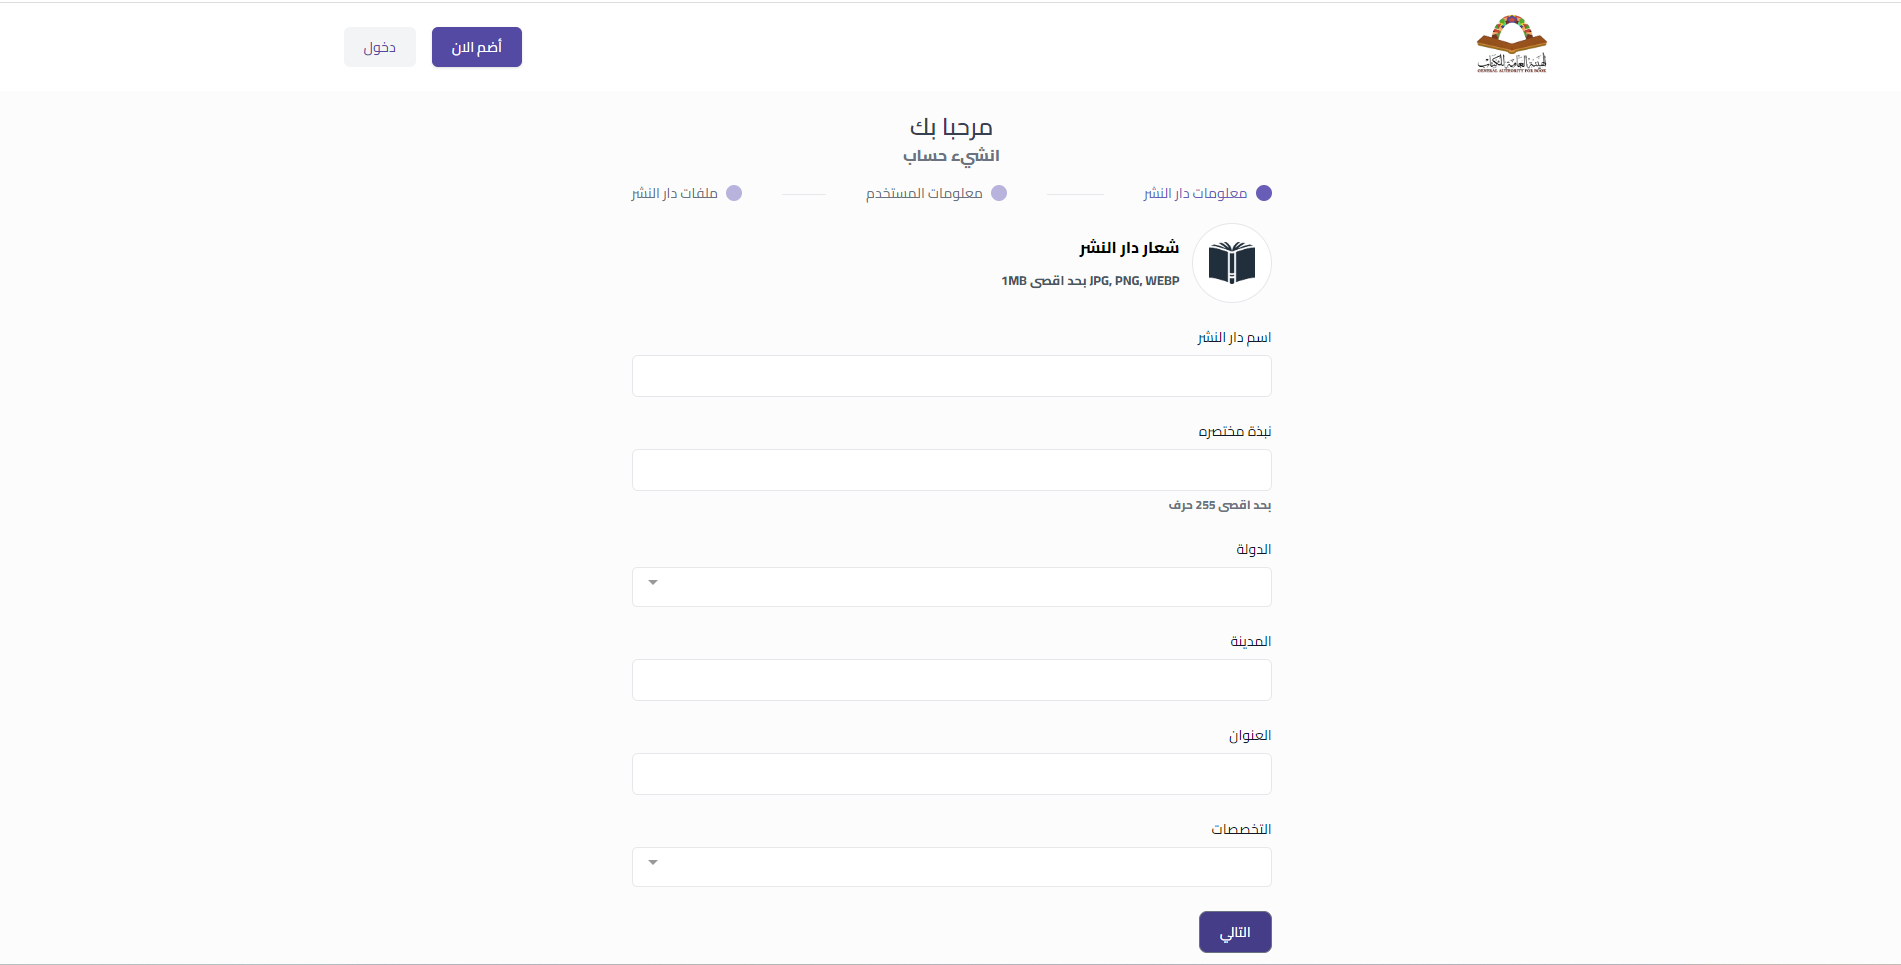 الهيئة العامة للكتاب
GENERAL AUTHORITY FOR BOOK
أضم الان
دخول
مرحبا بك
انشيء حساب
معلومات دار النشر
معلومات المستخدم
ملفات دار النشر
شعار دار النشر
JPG, PNG, WEBP بحد اقصى 1MB
اسم دار النشر
نبذة مختصره
بحد اقصى 255 حرف
الدولة
المدينة
العنوان
التخصصات
التالي